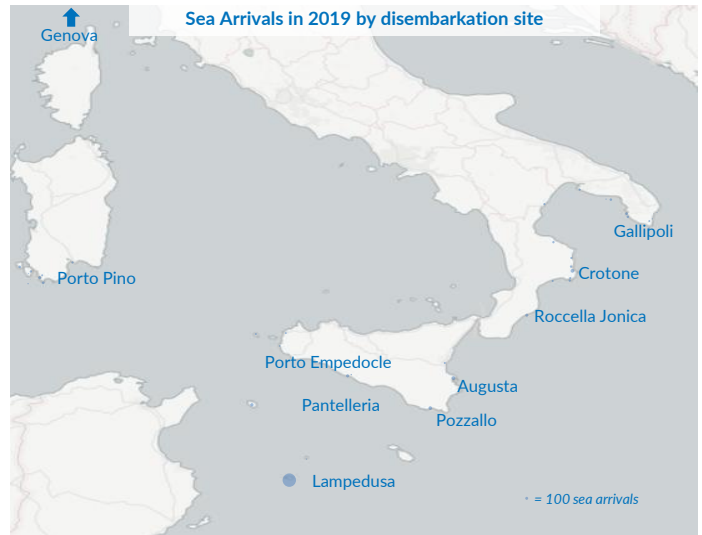 Sea Arrivals in 2019 by disembarkation site
Genova
Gallipoli
Crotone
Porto Pino
Roccella Jonica
Porto Empedocle
Augusta
Pantelleria
Pozzallo
Lampedusa
= 100 sea arrivals